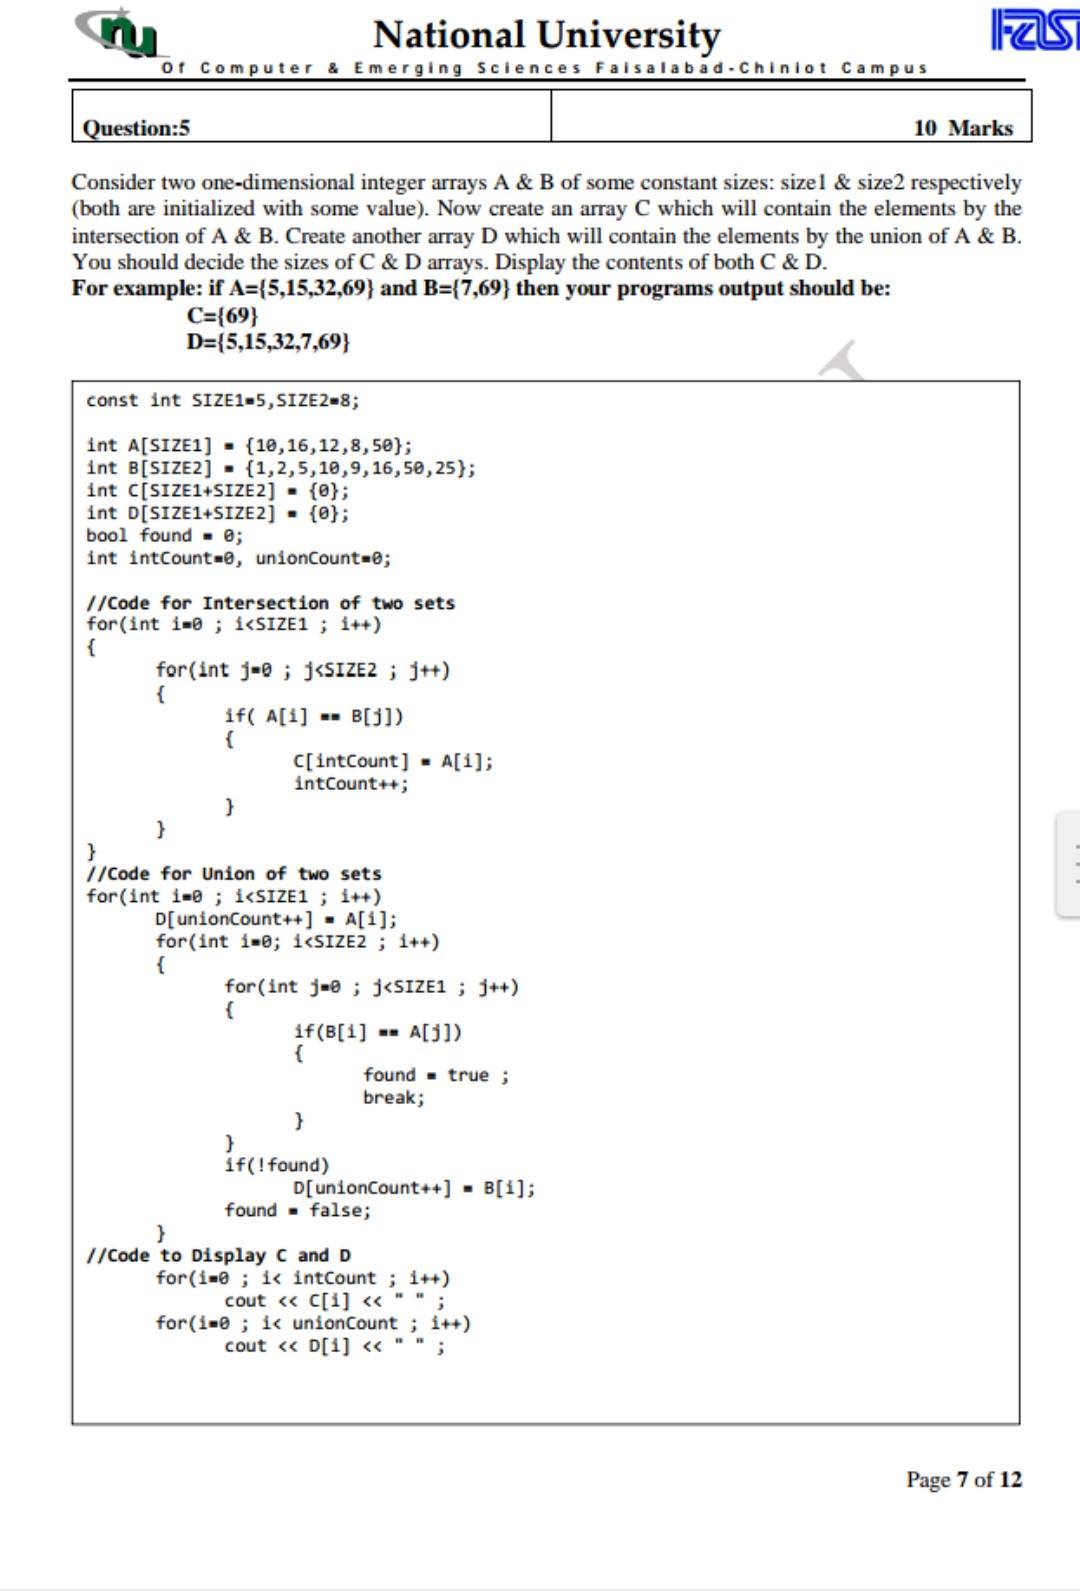 nu
National University
FAST
Of Computer & Emerging Sciences Faisalabad-Chiniot Campus
Question:5 10 Marks
Consider two one-dimensional integer arrays A & B of some constant sizes: size1 & size2 respectively
(both are initialized with some value). Now create an array C which will contain the elements by the
intersection of A & B. Create another array D which will contain the elements by the union of A & B.
You should decide the sizes of C & D arrays. Display the contents of both C & D.
For example: if A={5,15,32,69} and B={7,69} then your programs output should be:
C={69}
D={5,15,32,7,69}
const int SIZE1=5,SIZE2=8;
int A[SIZE1] = {10,16,12,8,50};
int B[SIZE2] = {1,2,5,10,9,16,50,25};
int C[SIZE1+SIZE2] = {0};
int D[SIZE1+SIZE2] = {0};
bool found = 0;
int intCount=0, unionCount=0;
//Code for Intersection of two sets
for(int i=0 ; i<SIZE1 ; i++)
{
for(int j=0 ; j<SIZE2 ; j++)
{
if( A[i] == B[j])
{
C[intCount] = A[i];
intCount++;
}
}
}
//Code for Union of two sets
for(int i=0 ; i<SIZE1 ; i++)
D[unionCount++] = A[i];
for(int i=0; i<SIZE2 ; i++)
{
for(int j=0 ; j<SIZE1 ; j++)
{
if(B[i] == A[j])
{
found = true ;
break;
}
}
if(!found)
D[unionCount++] = B[i];
found = false;
}
//Code to Display C and D
for(i=0 ; i< intCount ; i++)
cout << C[i] << " " ;
for(i=0 ; i< unionCount ; i++)
cout << D[i] << " " ;
Page 7 of 12